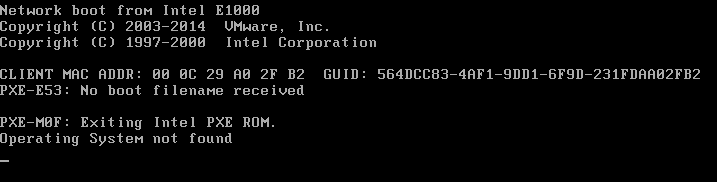 Network boot from Intel E1000
Copyright (C) 2003-2014  VMware, Inc.
Copyright (C) 1997-2000  Intel Corporation
CLIENT MAC ADDR: 00 0C 29 A0 2F B2  GUID: 564DCC83-4AF1-9DD1-6F9D-231FDAA02FB2
PXE-E53: No boot filename received
PXE-M0F: Exiting Intel PXE ROM.
Operating System not found